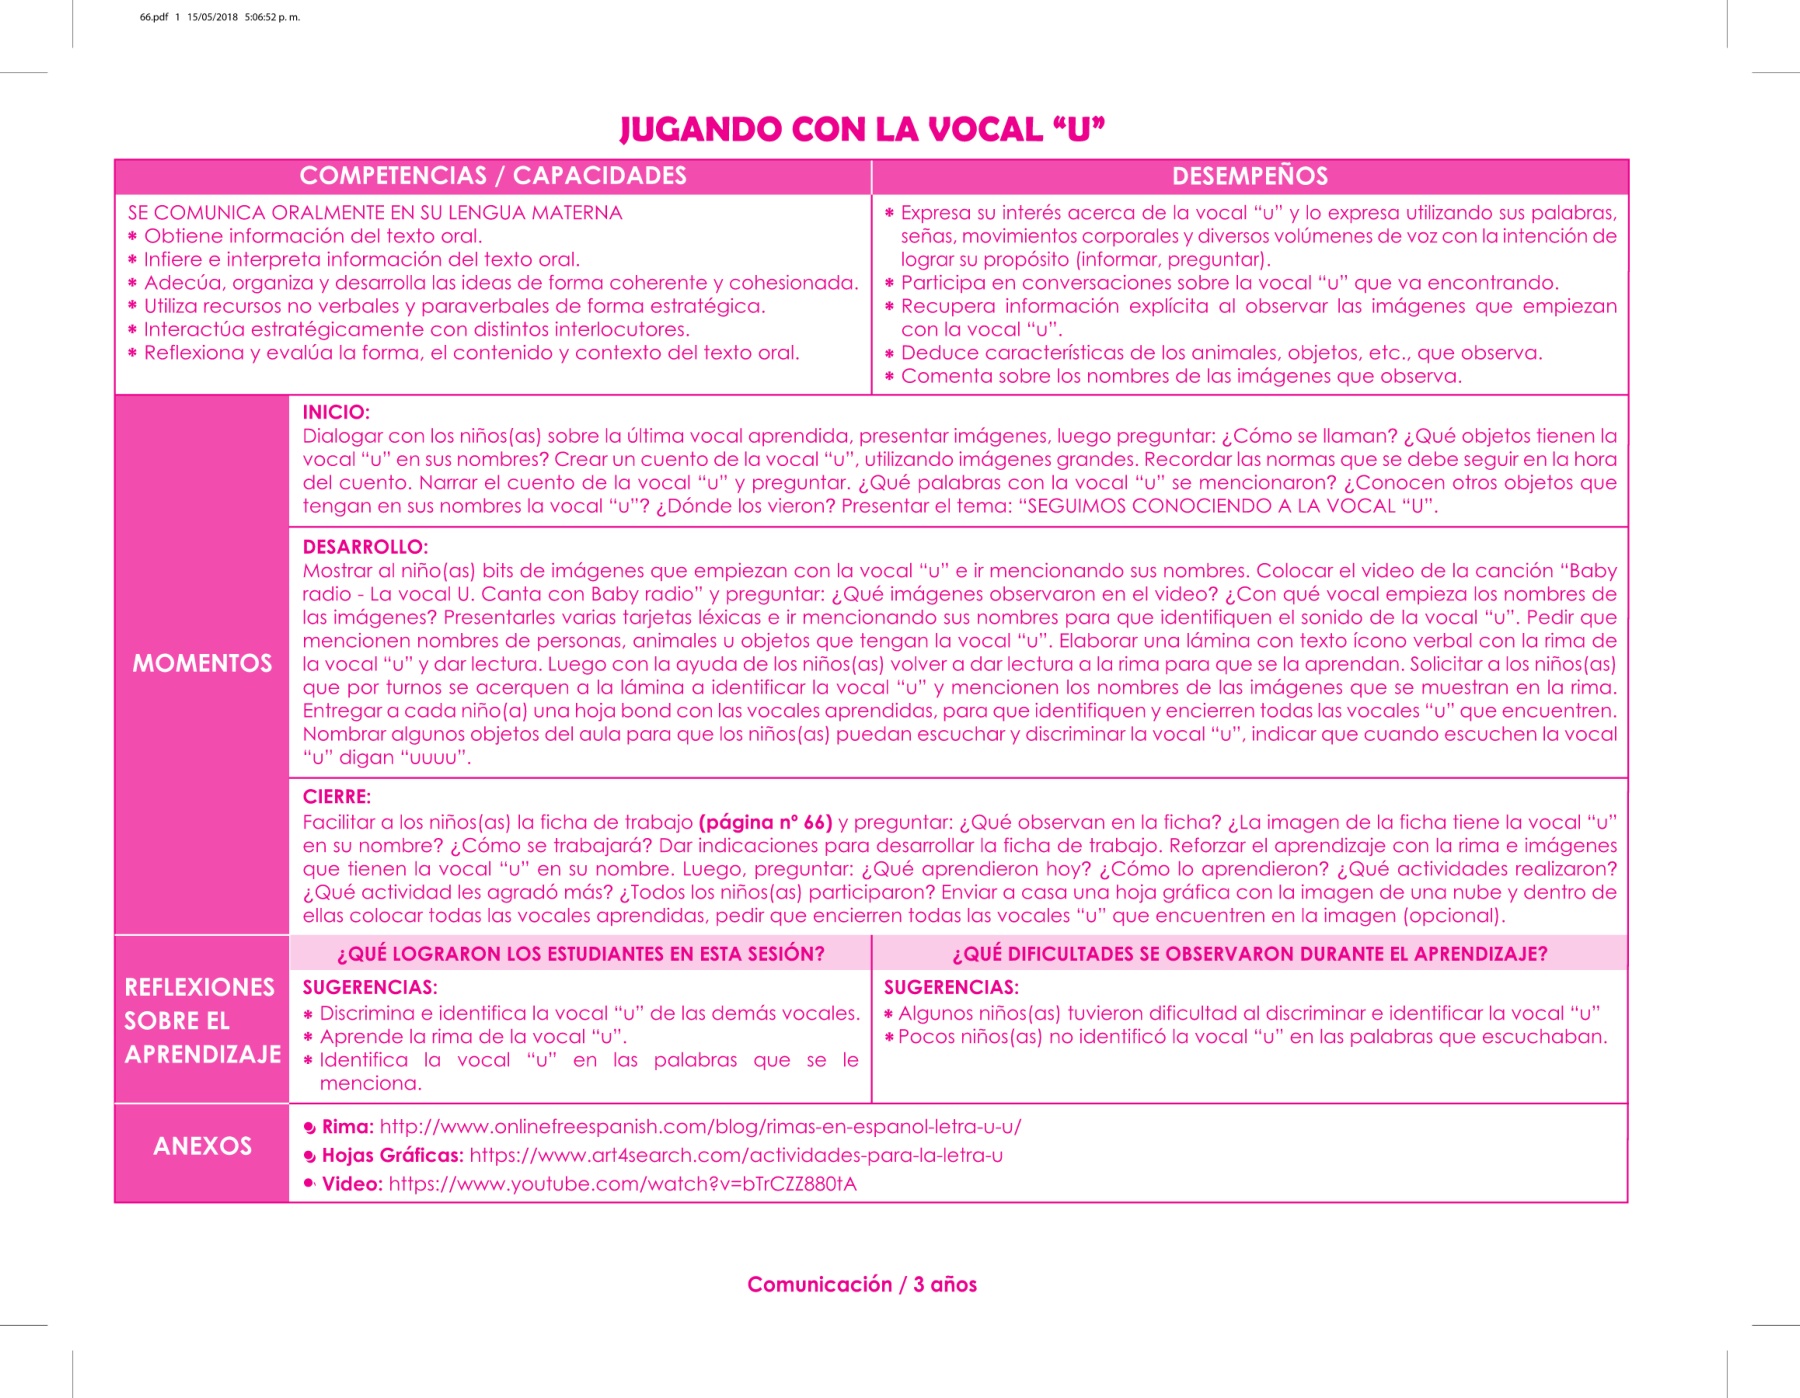 66.pdf 1 15/05/2018 5:06:52 p. m.
JUGANDO CON LA VOCAL “U”
COMPETENCIAS / CAPACIDADES
DESEMPEÑOS
SE COMUNICA ORALMENTE EN SU LENGUA MATERNA
* Obtiene información del texto oral.
* Infiere e interpreta información del texto oral.
* Adecúa, organiza y desarrolla las ideas de forma coherente y cohesionada.
* Utiliza recursos no verbales y paraverbales de forma estratégica.
* Interactúa estratégicamente con distintos interlocutores.
* Reflexiona y evalúa la forma, el contenido y contexto del texto oral.
* Expresa su interés acerca de la vocal “u” y lo expresa utilizando sus palabras,
señas, movimientos corporales y diversos volúmenes de voz con la intención de
lograr su propósito (informar, preguntar).
* Participa en conversaciones sobre la vocal “u” que va encontrando.
* Recupera información explícita al observar las imágenes que empiezan
con la vocal “u”.
* Deduce características de los animales, objetos, etc., que observa.
* Comenta sobre los nombres de las imágenes que observa.
MOMENTOS
INICIO:
Dialogar con los niños(as) sobre la última vocal aprendida, presentar imágenes, luego preguntar: ¿Cómo se llaman? ¿Qué objetos tienen la
vocal “u” en sus nombres? Crear un cuento de la vocal “u”, utilizando imágenes grandes. Recordar las normas que se debe seguir en la hora
del cuento. Narrar el cuento de la vocal “u” y preguntar. ¿Qué palabras con la vocal “u” se mencionaron? ¿Conocen otros objetos que
tengan en sus nombres la vocal “u”? ¿Dónde los vieron? Presentar el tema: “SEGUIMOS CONOCIENDO A LA VOCAL “U”.
DESARROLLO:
Mostrar al niño(as) bits de imágenes que empiezan con la vocal “u” e ir mencionando sus nombres. Colocar el video de la canción “Baby
radio - La vocal U. Canta con Baby radio” y preguntar: ¿Qué imágenes observaron en el video? ¿Con qué vocal empieza los nombres de
las imágenes? Presentarles varias tarjetas léxicas e ir mencionando sus nombres para que identifiquen el sonido de la vocal “u”. Pedir que
mencionen nombres de personas, animales u objetos que tengan la vocal “u”. Elaborar una lámina con texto ícono verbal con la rima de
la vocal “u” y dar lectura. Luego con la ayuda de los niños(as) volver a dar lectura a la rima para que se la aprendan. Solicitar a los niños(as)
que por turnos se acerquen a la lámina a identificar la vocal “u” y mencionen los nombres de las imágenes que se muestran en la rima.
Entregar a cada niño(a) una hoja bond con las vocales aprendidas, para que identifiquen y encierren todas las vocales “u” que encuentren.
Nombrar algunos objetos del aula para que los niños(as) puedan escuchar y discriminar la vocal “u”, indicar que cuando escuchen la vocal
“u” digan “uuuu”.
CIERRE:
Facilitar a los niños(as) la ficha de trabajo (página nº 66) y preguntar: ¿Qué observan en la ficha? ¿La imagen de la ficha tiene la vocal “u”
en su nombre? ¿Cómo se trabajará? Dar indicaciones para desarrollar la ficha de trabajo. Reforzar el aprendizaje con la rima e imágenes
que tienen la vocal “u” en su nombre. Luego, preguntar: ¿Qué aprendieron hoy? ¿Cómo lo aprendieron? ¿Qué actividades realizaron?
¿Qué actividad les agradó más? ¿Todos los niños(as) participaron? Enviar a casa una hoja gráfica con la imagen de una nube y dentro de
ellas colocar todas las vocales aprendidas, pedir que encierren todas las vocales “u” que encuentren en la imagen (opcional).
REFLEXIONES
SOBRE EL
APRENDIZAJE
¿QUÉ LOGRARON LOS ESTUDIANTES EN ESTA SESIÓN?
SUGERENCIAS:
* Discrimina e identifica la vocal “u” de las demás vocales.
* Aprende la rima de la vocal “u”.
* Identifica la vocal “u” en las palabras que se le
menciona.
¿QUÉ DIFICULTADES SE OBSERVARON DURANTE EL APRENDIZAJE?
SUGERENCIAS:
* Algunos niños(as) tuvieron dificultad al discriminar e identificar la vocal “u”
* Pocos niños(as) no identificó la vocal “u” en las palabras que escuchaban.
ANEXOS
Rima: http://www.onlinefreespanish.com/blog/rimas-en-espanol-letra-u-u/
Hojas Gráficas: https://www.art4search.com/actividades-para-la-letra-u
Video: https://www.youtube.com/watch?v=bTrCZZ880tA
Comunicación / 3 años